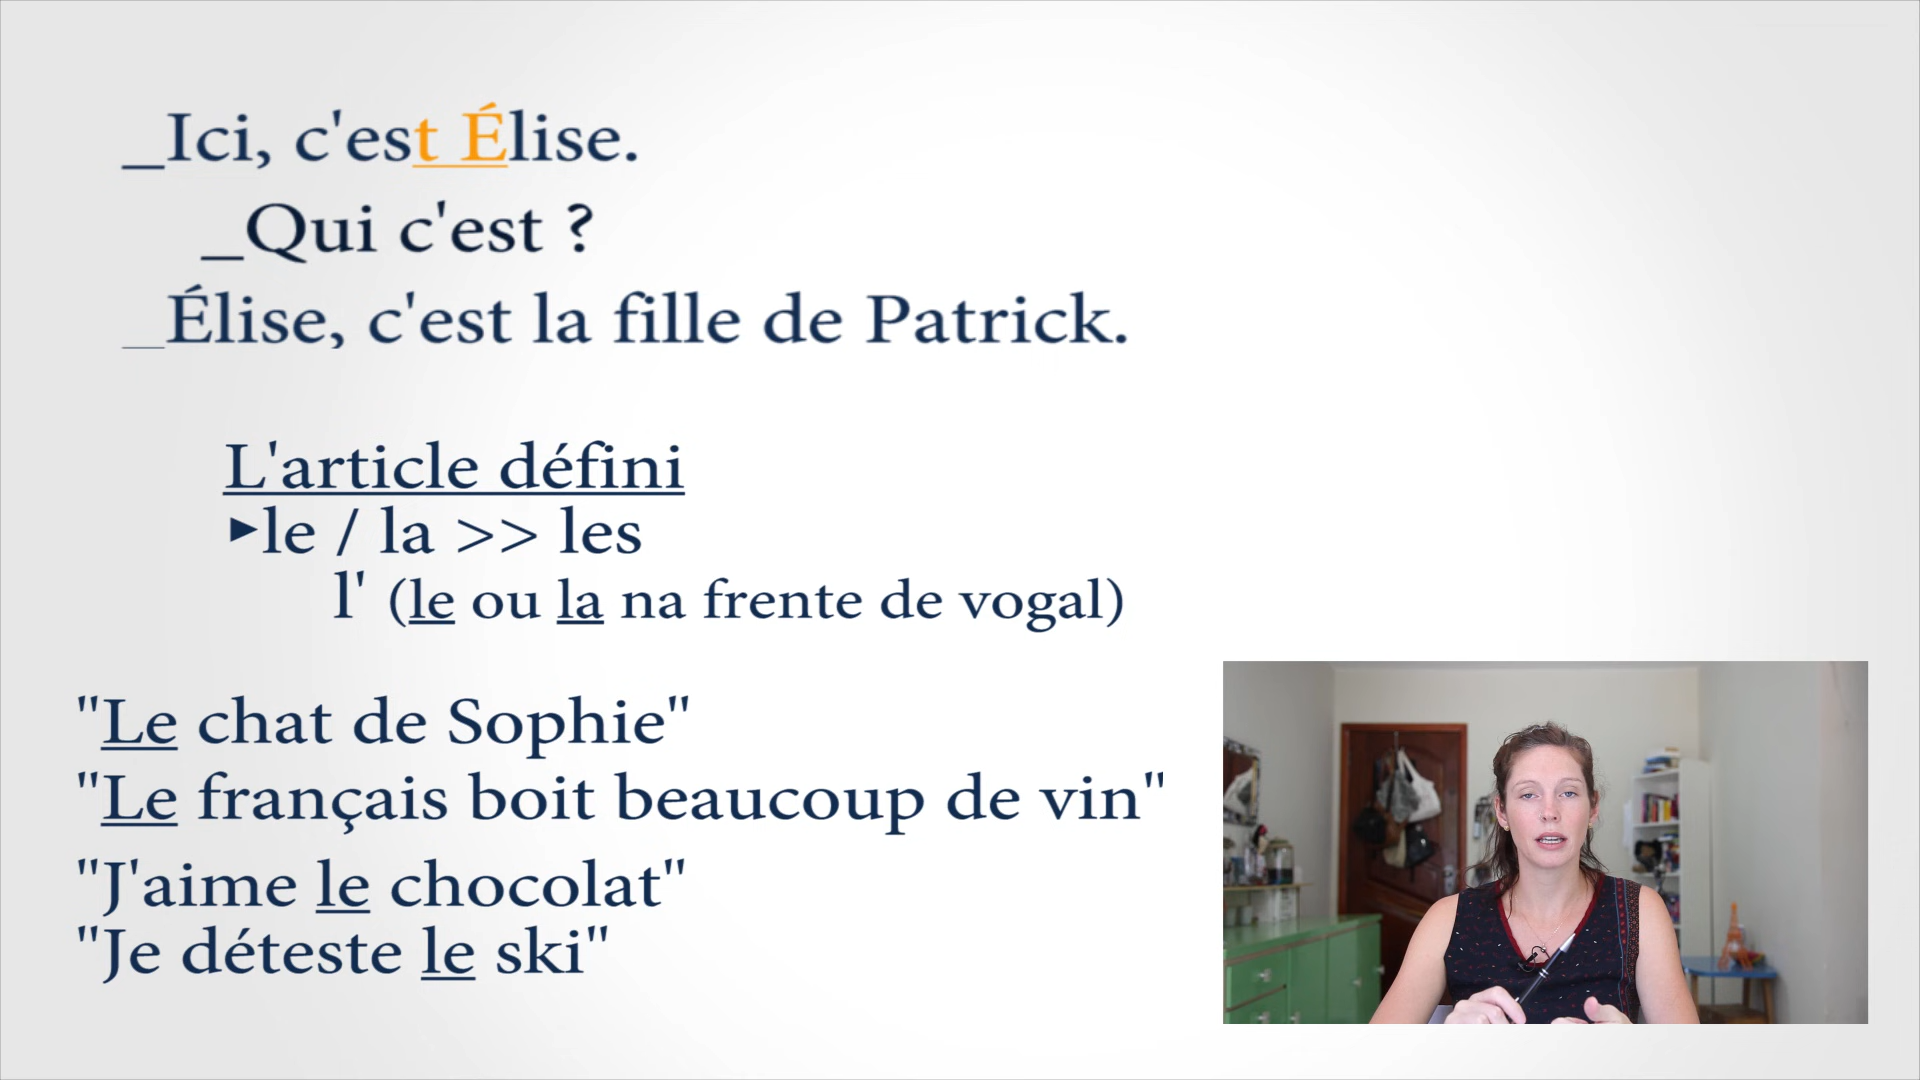 _Ici, c'est Élise.
_Qui c'est ?
_Élise, c'est la fille de Patrick.
L'article défini
►le / la >> les
l' (le ou la na frente de vogal)
"Le chat de Sophie"
"Le français boit beaucoup de vin"
"J'aime le chocolat"
"Je déteste le ski"